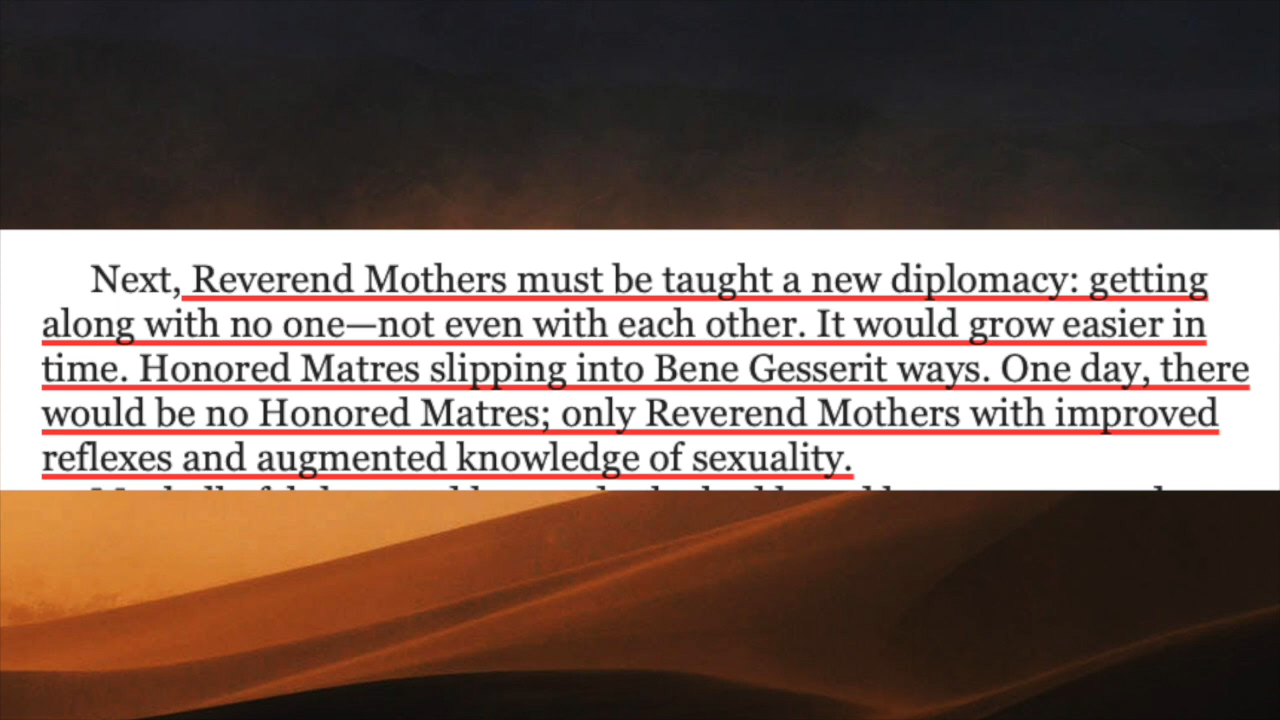 Next, Reverend Mothers must be taught a new diplomacy: getting
along with no one—not even with each other. It would grow easier in
time. Honored Matres slipping into Bene Gesserit ways. One day, there
would be no Honored Matres; only Reverend Mothers with improved
reflexes and augmented knowledge of sexuality.